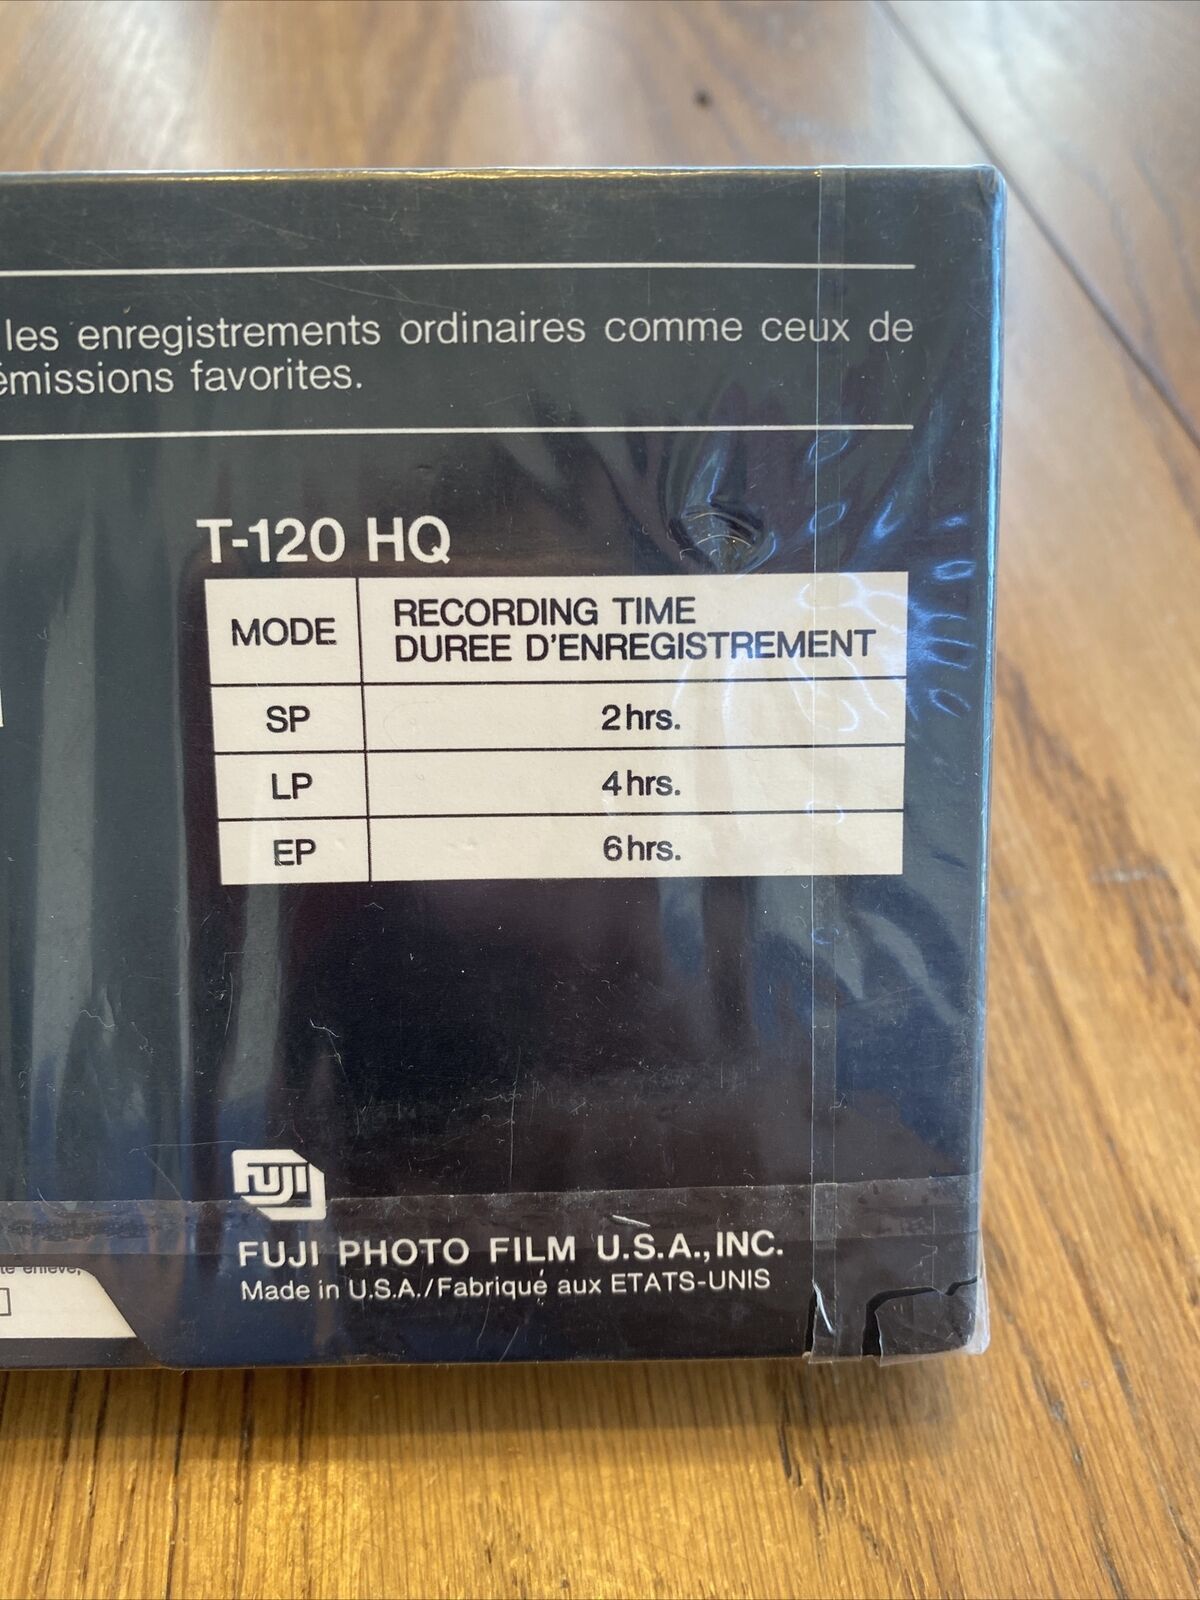 les enregistrements ordinaires comme ceux de
émissions favorites.
T-120 HQ
MODE
RECORDING TIME
DUREE D'ENREGISTREMENT
SP 2hrs.
LP 4hrs.
EP 6hrs.
FUJI
FUJI PHOTO FILM U.S.A., INC.
Made in U.S.A./Fabriqué aux ETATS-UNIS
enlevé,